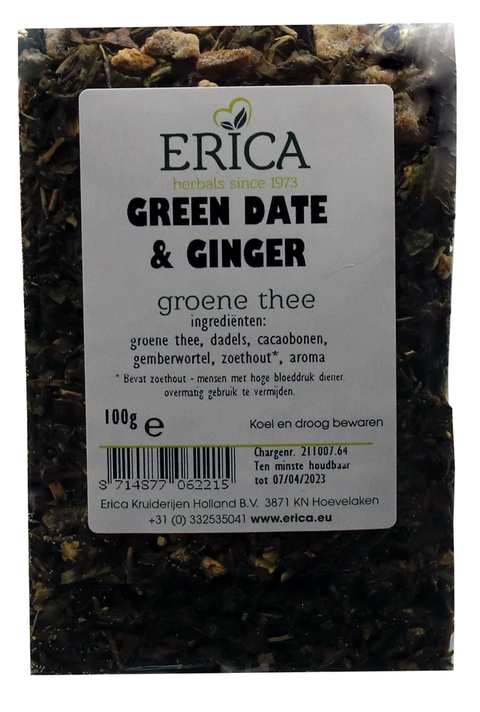 ERICA
herbals since 1973
GREEN DATE
& GINGER
groene thee
ingrediënten:
groene thee, dadels, cacaobonen,
gemberwortel, zoethout*, aroma
* Bevat zoethout - mensen met hoge bloeddruk dienen
overmatig gebruik te vermijden.
100g e
Koel en droog bewaren
8 714877 062215
Chargenr. 211007.64
Ten minste houdbaar
tot 07/04/2023
Erica Kruiderijen Holland B.V. 3871 KN Hoevelaken
+31 (0) 332535041 www.erica.eu